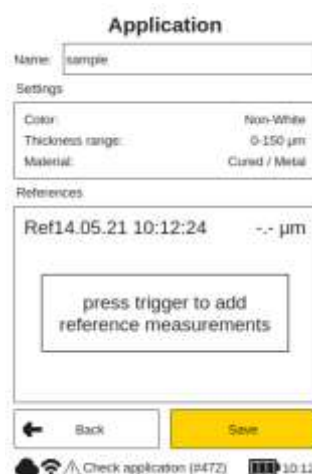 Application
Name: sample
Settings
Color: Non-White
Thickness range: 0-150 µm
Material: Cured / Metal
References
Ref14.05.21 10:12:24 -.- µm
press trigger to add
reference measurements
Back Save
Check application (#472) 10:12